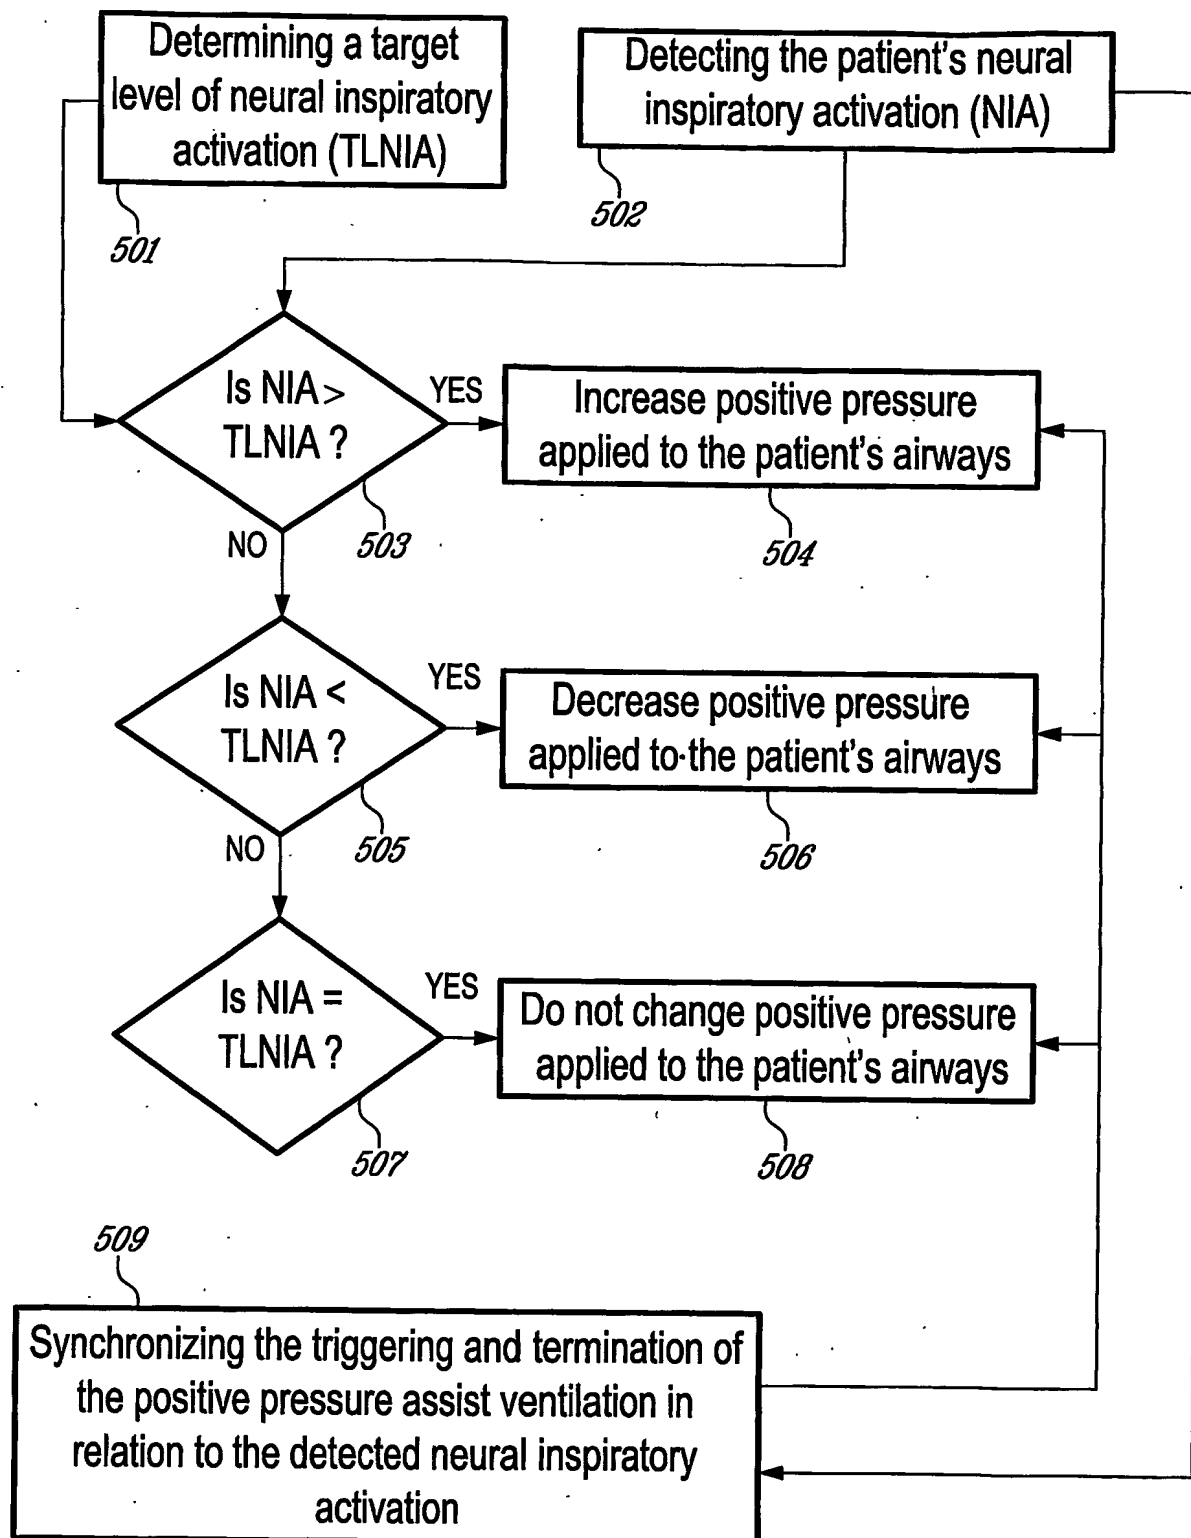 Determining a target
level of neural inspiratory
activation (TLNIA)
501
Detecting the patient's neural
inspiratory activation (NIA)
502
Is NIA >
TLNIA ?
YES
NO
503
Increase positive pressure
applied to the patient's airways
504
Is NIA <
TLNIA ?
YES
NO
505
Decrease positive pressure
applied to the patient's airways
506
Is NIA =
TLNIA ?
YES
507
Do not change positive pressure
applied to the patient's airways
508
509
Synchronizing the triggering and termination of
the positive pressure assist ventilation in
relation to the detected neural inspiratory
activation